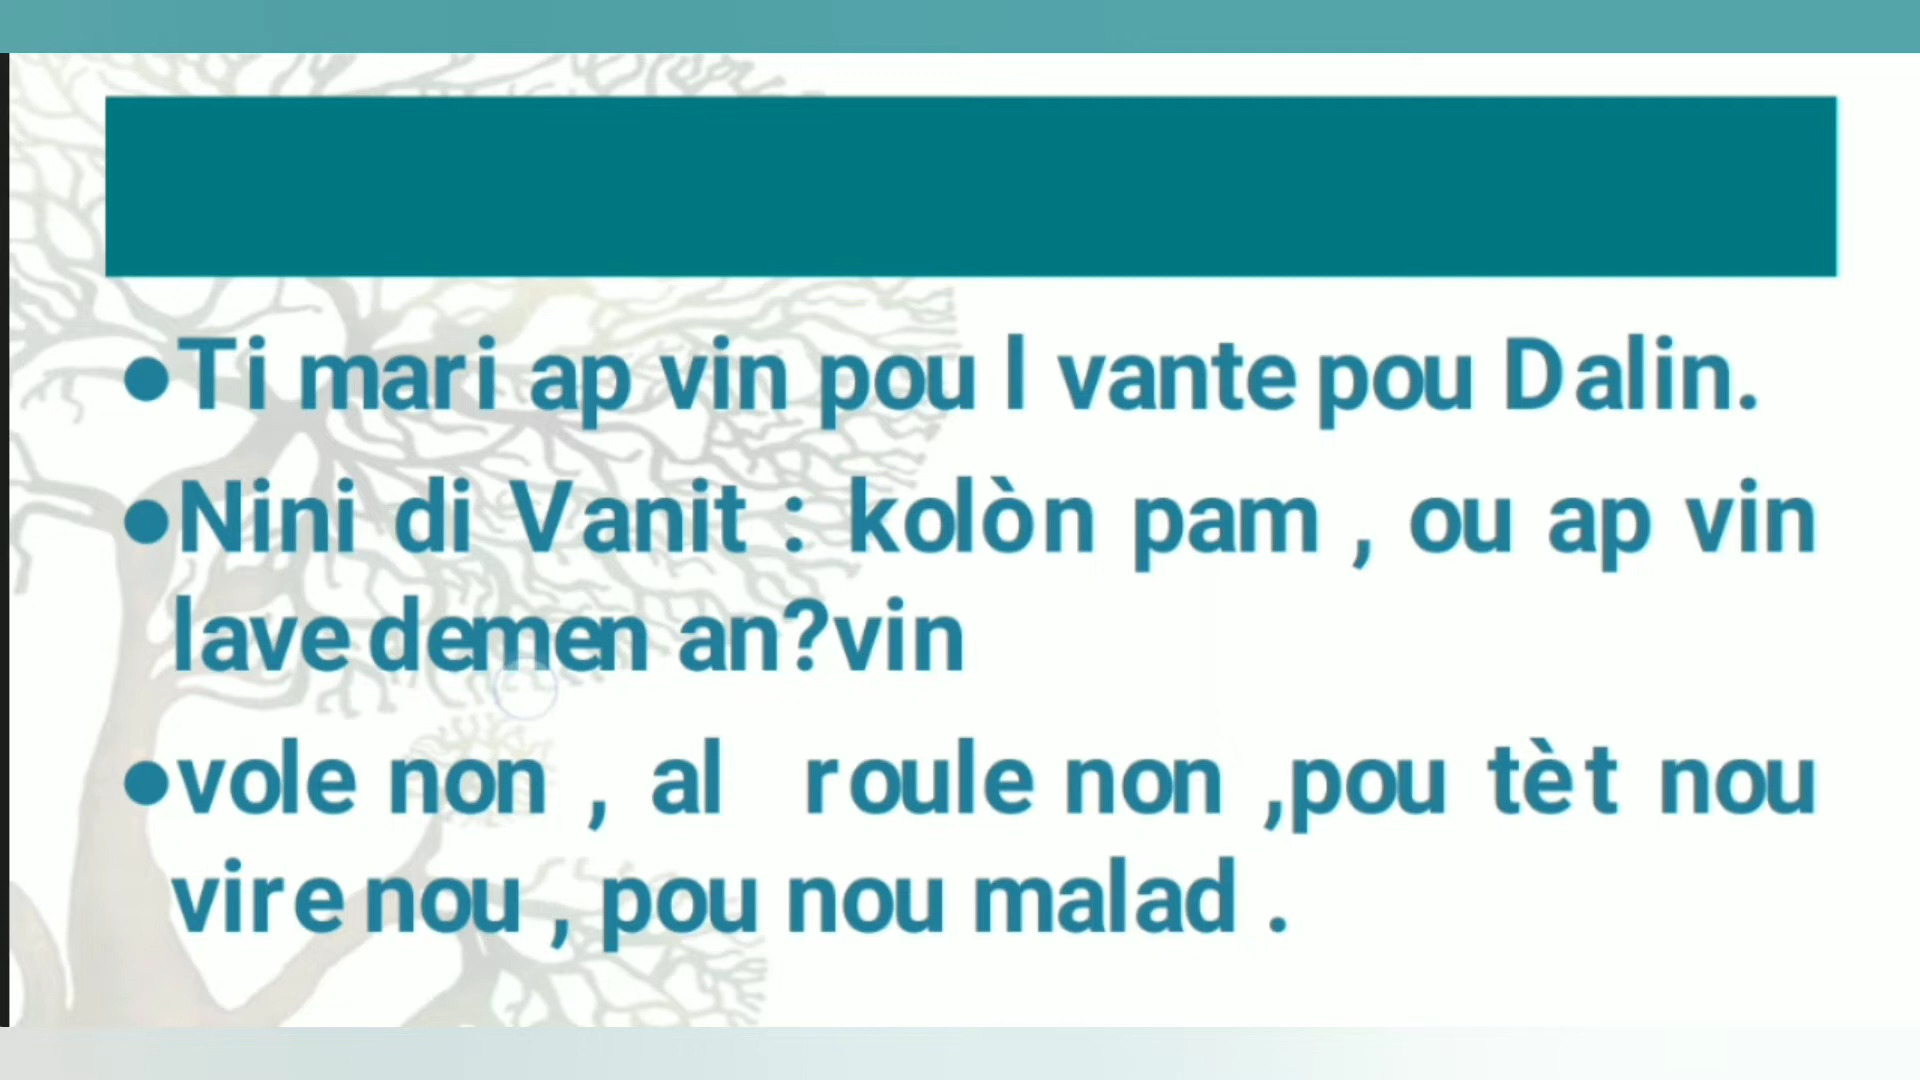 ●Ti mari ap vin pou l vante pou Dalin.
●Nini di Vanit : kolòn pam , ou ap vin
lave demen an?vin
●vole non , al roule non ,pou tèt nou
vire nou , pou nou malad .